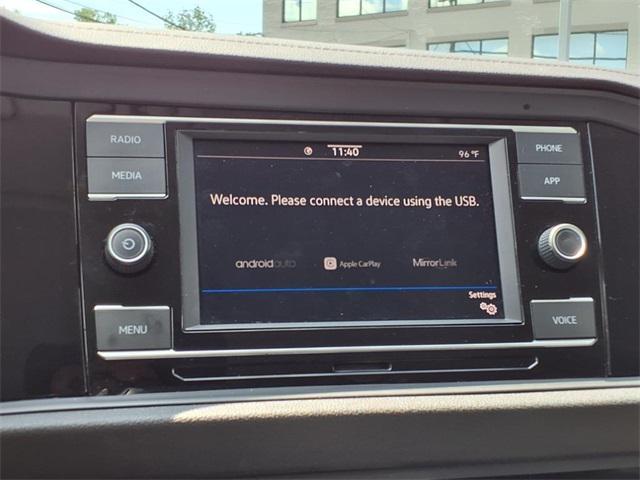 RADIO
MEDIA
MENU
11:40
96 °F
Welcome. Please connect a device using the USB.
androidauto
Apple CarPlay
MirrorLink
Settings
PHONE
APP
VOICE